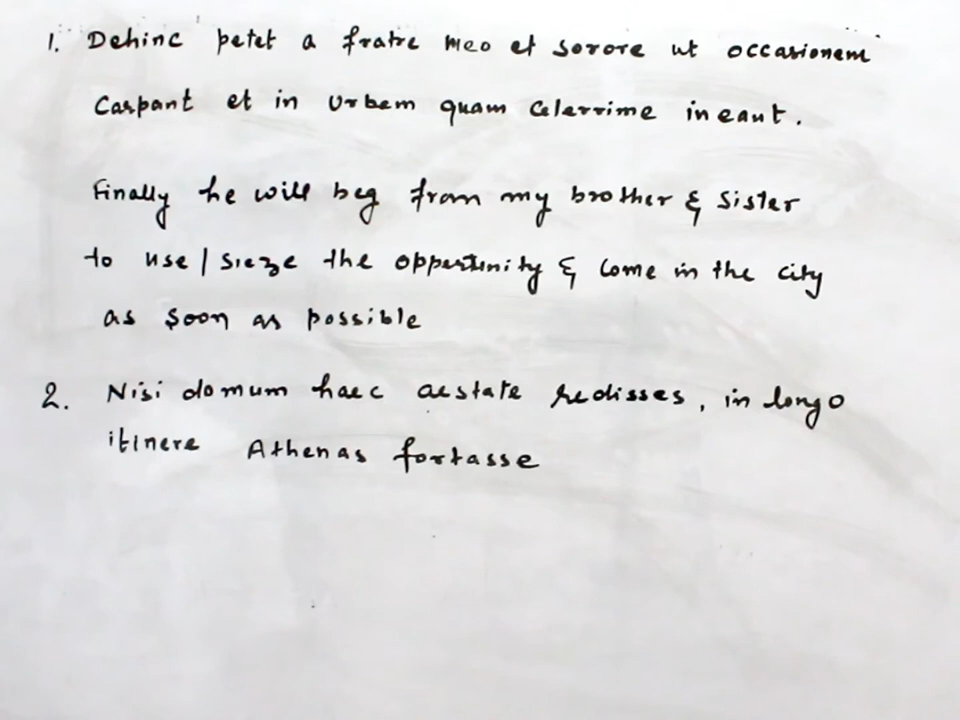 1. Dehinc petet a fratre meo et sorore ut occasionem
Carpant et in Urbem quam Celerrime ineant.
Finally he will beg from my brother & Sister
to use / sieze the oppertinity & Come in the city
as soon as possible
2. Nisi domum haec aestate redisses, in longo
itinere Athenas fortasse